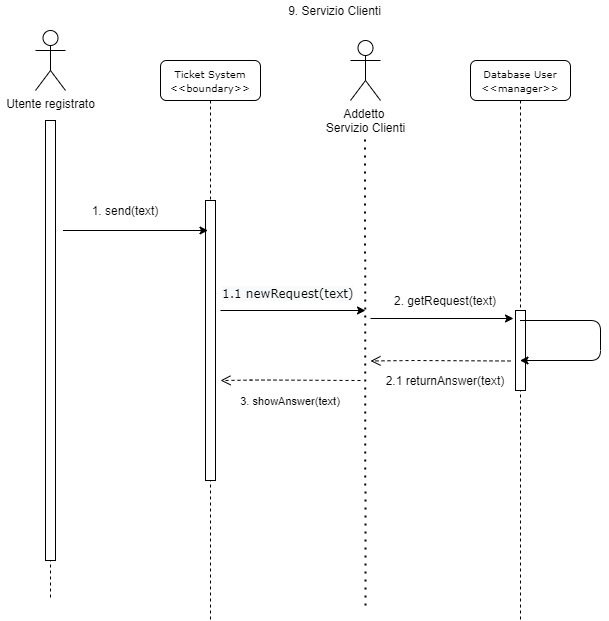 9. Servizio Clienti
Utente registrato
Ticket System
<<boundary>>
Addetto
Servizio Clienti
Database User
<<manager>>
1. send(text)
1.1 newRequest(text)
2. getRequest(text)
2.1 returnAnswer(text)
3. showAnswer(text)